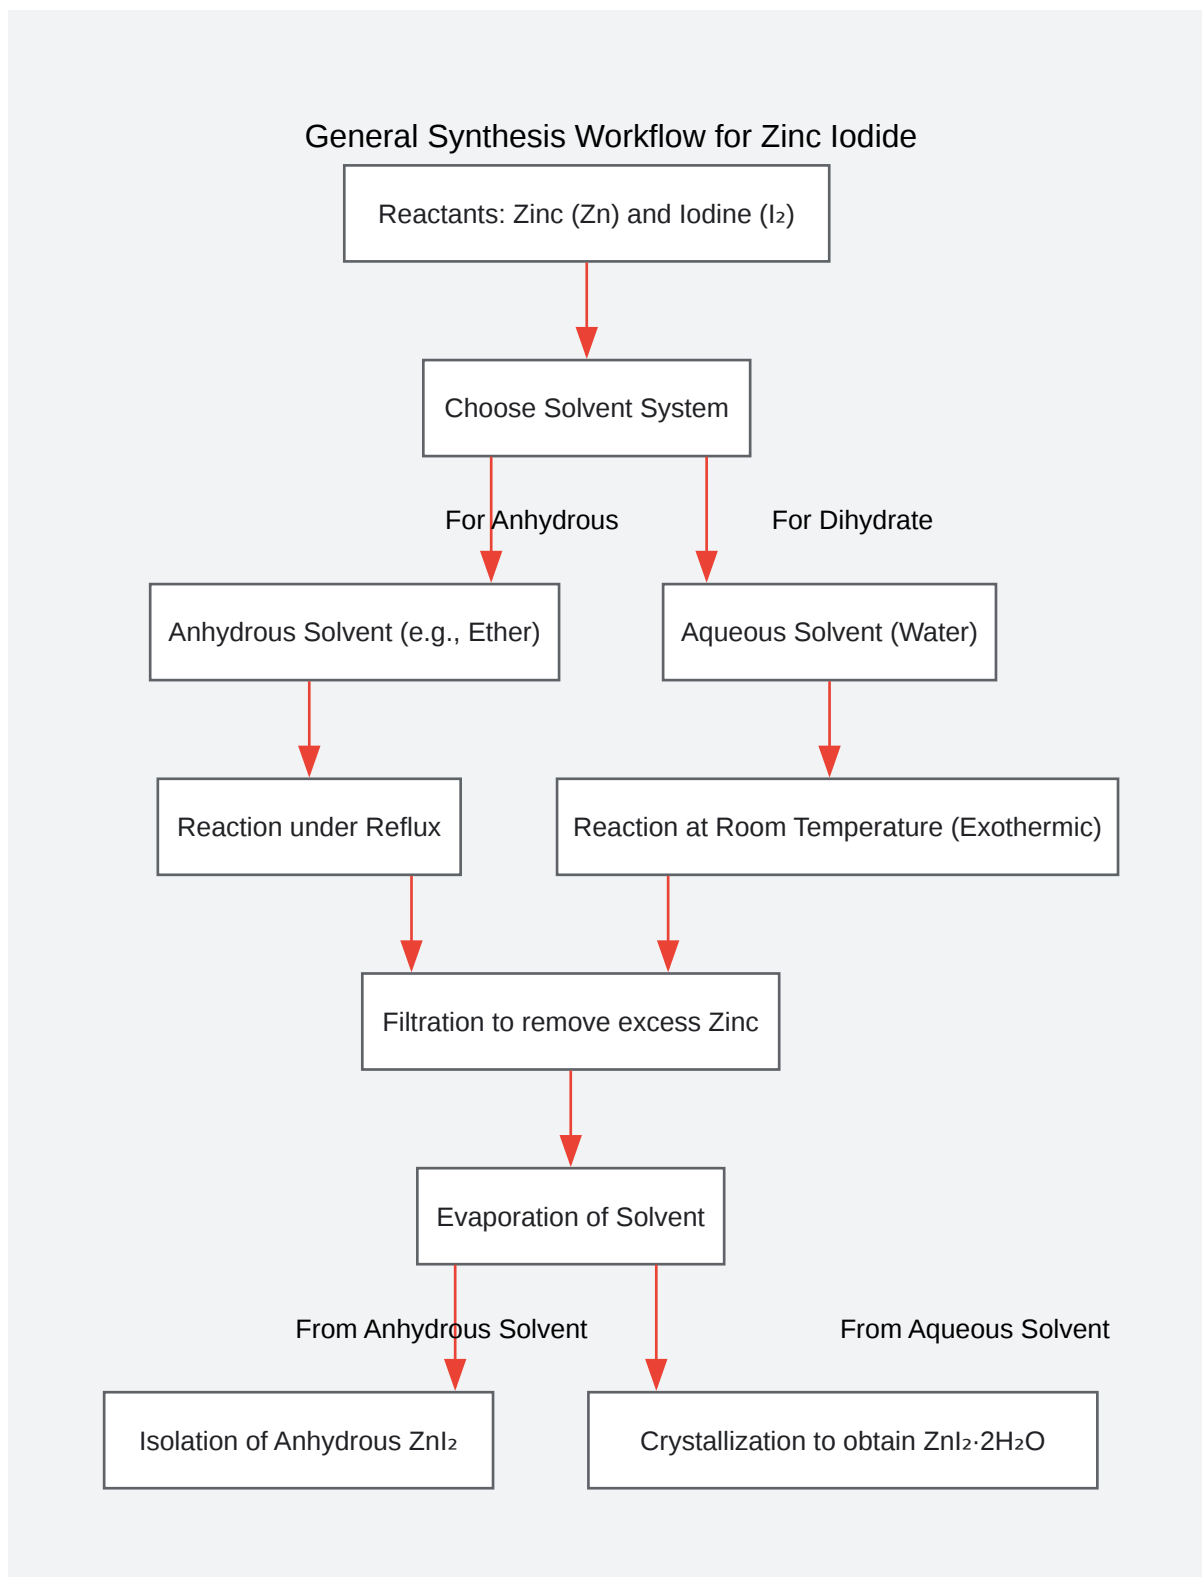 General Synthesis Workflow for Zinc Iodide
Reactants: Zinc (Zn) and Iodine (I₂)
Choose Solvent System
For Anhydrous
For Dihydrate
Anhydrous Solvent (e.g., Ether)
Aqueous Solvent (Water)
Reaction under Reflux
Reaction at Room Temperature (Exothermic)
Filtration to remove excess Zinc
Evaporation of Solvent
From Anhydrous Solvent
From Aqueous Solvent
Isolation of Anhydrous ZnI₂
Crystallization to obtain ZnI₂·2H₂O